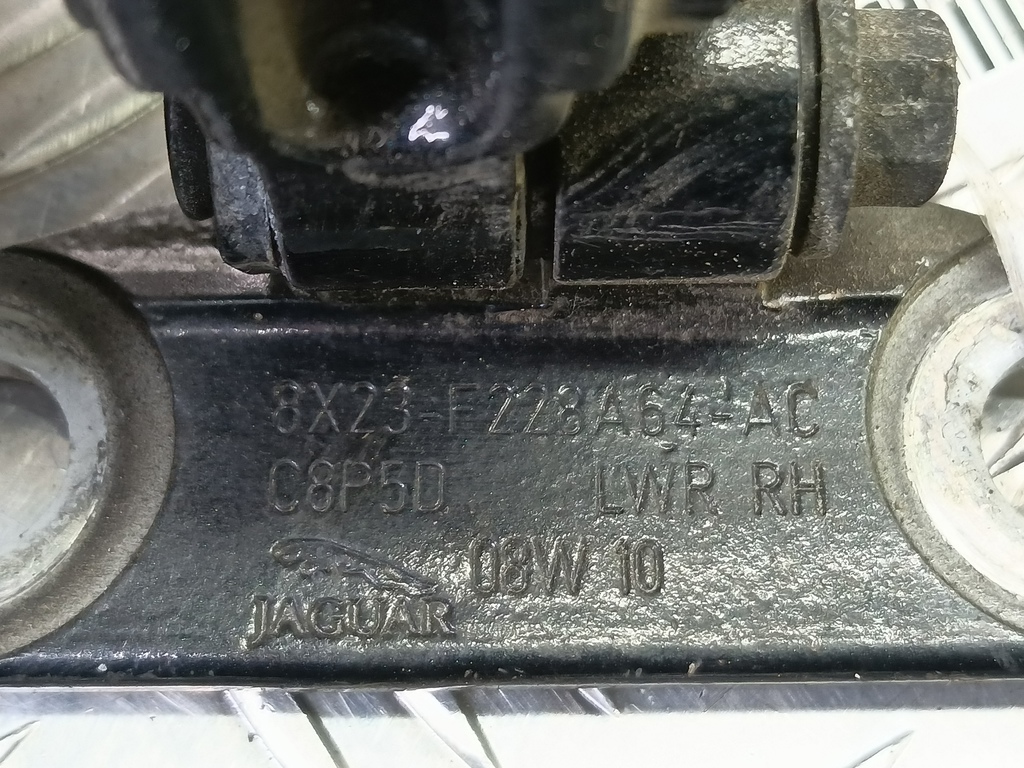 8X23-F228A64-AC
C8P5D LWR RH
08W 10
JAGUAR